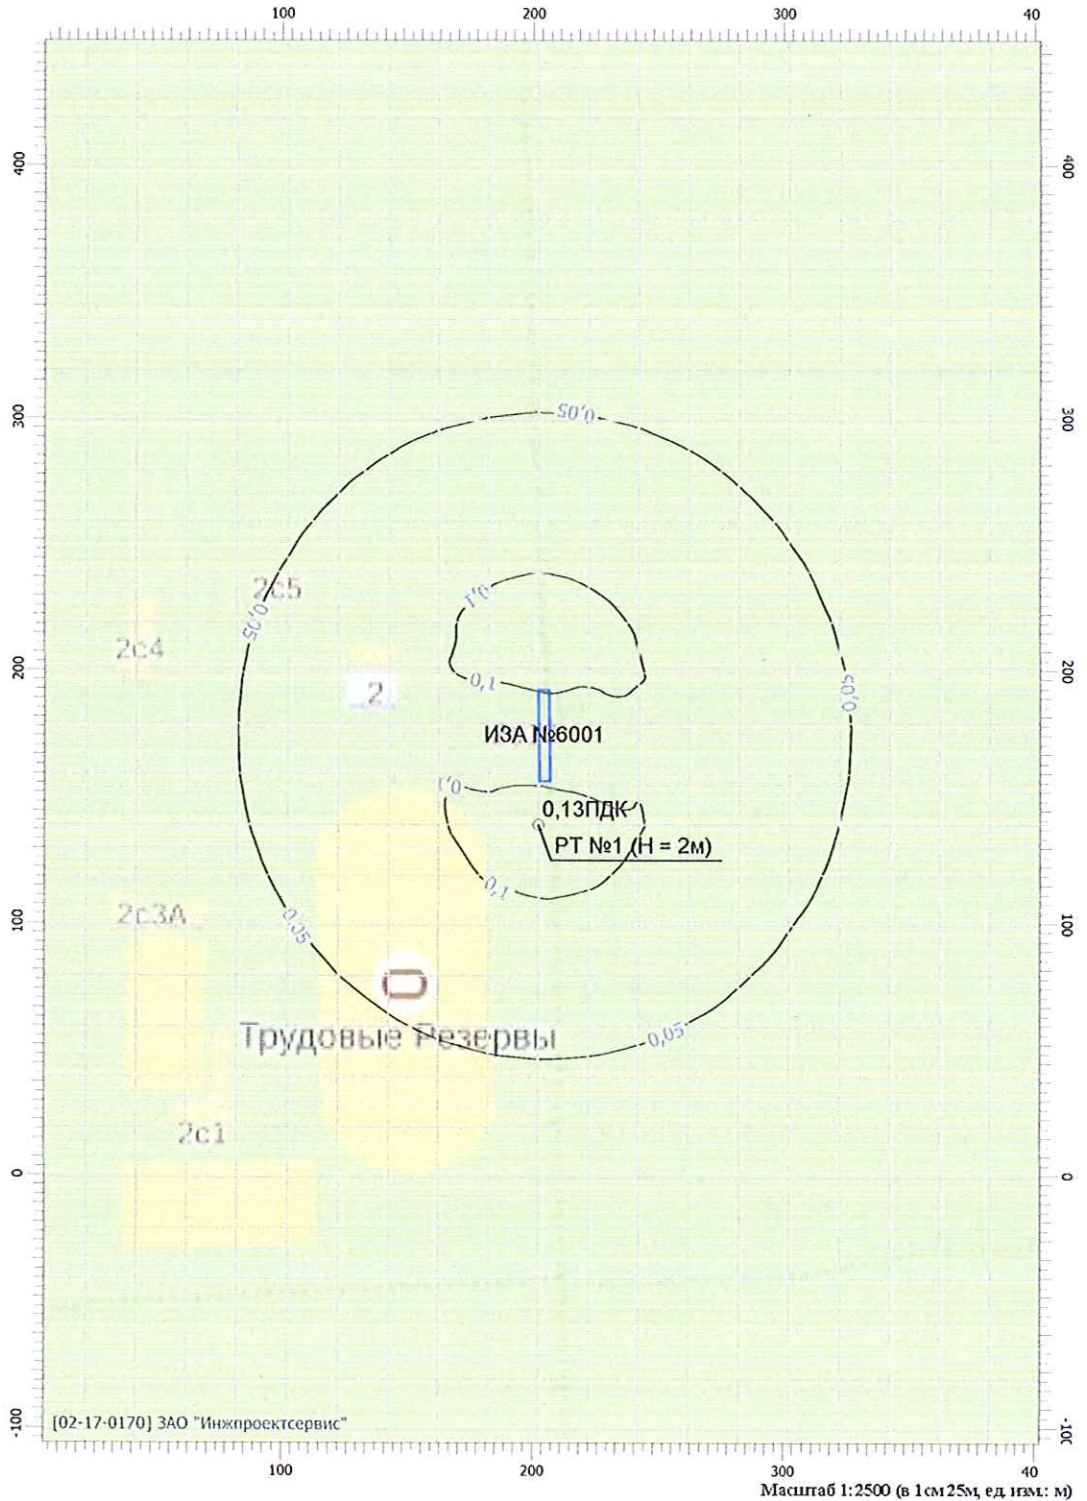 100 200 300 40
400 400
300 300
0,05
2с5
0,1
0,05
2с4
200 200
0,1
0,05
2
ИЗА №6001
0,1
0,13ПДК
РТ №1 (Н = 2м)
0,1
2с3А
100 100
0,05
Трудовые Резервы
0,05
2с1
0 0
-100 -100
[02-17-0170] ЗАО "Инжпроектсервис"
100 200 300 40
Масштаб 1:2500 (в 1см 25м, ед. изм.: м)